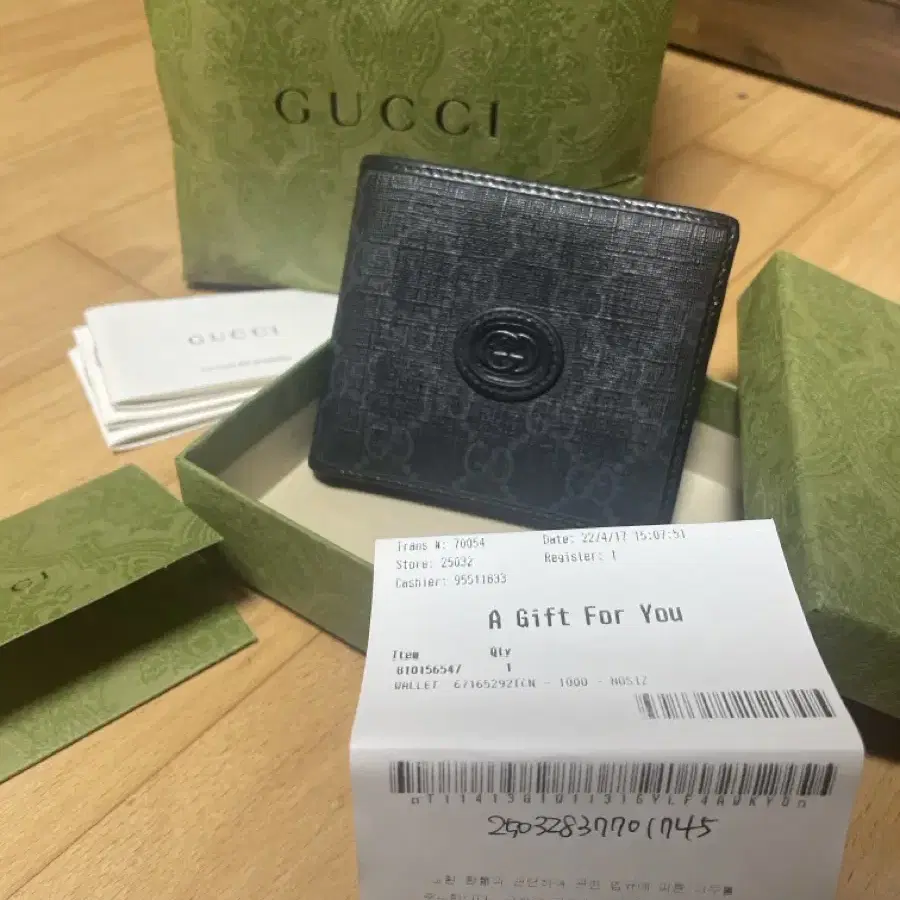 GUCCI
GUCCI
Trans #: 70054 Date: 22/4/17 15:07:51
Store: 25032 Register: 1
Cashier: 95511833
A Gift For You
Item Qty
810156547 1
WALLET 67165292TCN - 1000 - NOSIZ
25032837701745